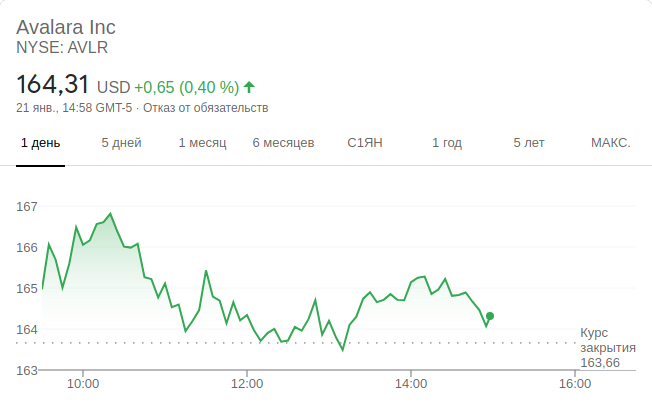 Avalara Inc
NYSE: AVLR
164,31 USD +0,65 (0,40 %)
21 янв., 14:58 GMT-5 · Отказ от обязательств
1 день 5 дней 1 месяц 6 месяцев С1ЯН 1 год 5 лет МАКС.
167
166
165
164
Курс
закрытия
163,66
163
10:00 12:00 14:00 16:00